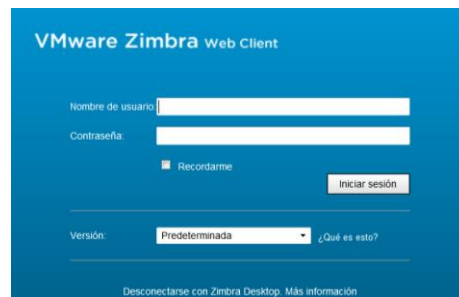 VMware Zimbra Web Client
Nombre de usuario:
Contraseña:
Recordarme
Iniciar sesión
Versión: Predeterminada ¿Qué es esto?
Desconectarse con Zimbra Desktop. Más información